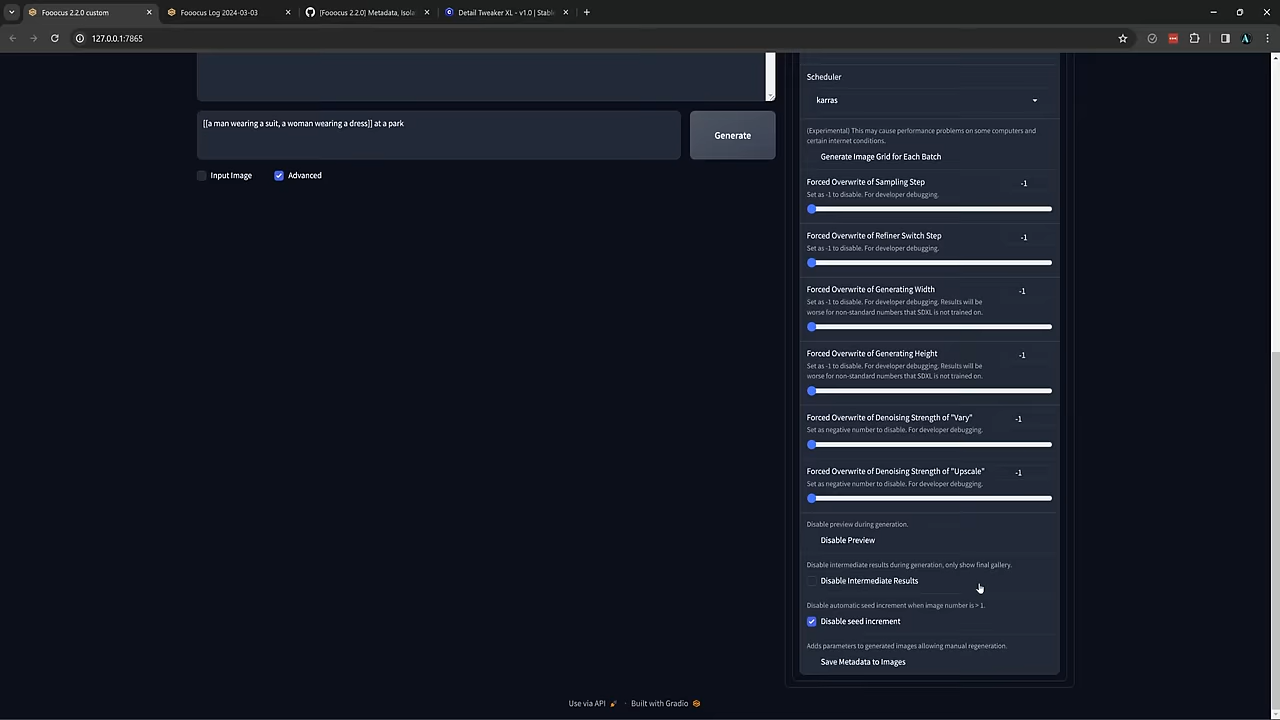 Fooocus 2.2.0 custom
Fooocus Log 2024-03-03
[Fooocus 2.2.0] Metadata, Isola
Detail Tweaker XL - v1.0 | Stabl
127.0.0.1:7865
[[a man wearing a suit, a woman wearing a dress]] at a park
Generate
Input Image
Advanced
Scheduler
karras
(Experimental) This may cause performance problems on some computers and
certain internet conditions.
Generate Image Grid for Each Batch
Forced Overwrite of Sampling Step
-1
Set as -1 to disable. For developer debugging.
Forced Overwrite of Refiner Switch Step
-1
Set as -1 to disable. For developer debugging.
Forced Overwrite of Generating Width
-1
Set as -1 to disable. For developer debugging. Results will be
worse for non-standard numbers that SDXL is not trained on.
Forced Overwrite of Generating Height
-1
Set as -1 to disable. For developer debugging. Results will be
worse for non-standard numbers that SDXL is not trained on.
Forced Overwrite of Denoising Strength of "Vary"
-1
Set as negative number to disable. For developer debugging.
Forced Overwrite of Denoising Strength of "Upscale"
-1
Set as negative number to disable. For developer debugging.
Disable preview during generation.
Disable Preview
Disable intermediate results during generation, only show final gallery.
Disable Intermediate Results
Disable automatic seed increment when image number is > 1.
Disable seed increment
Adds parameters to generated images allowing manual regeneration.
Save Metadata to Images
Use via API · Built with Gradio